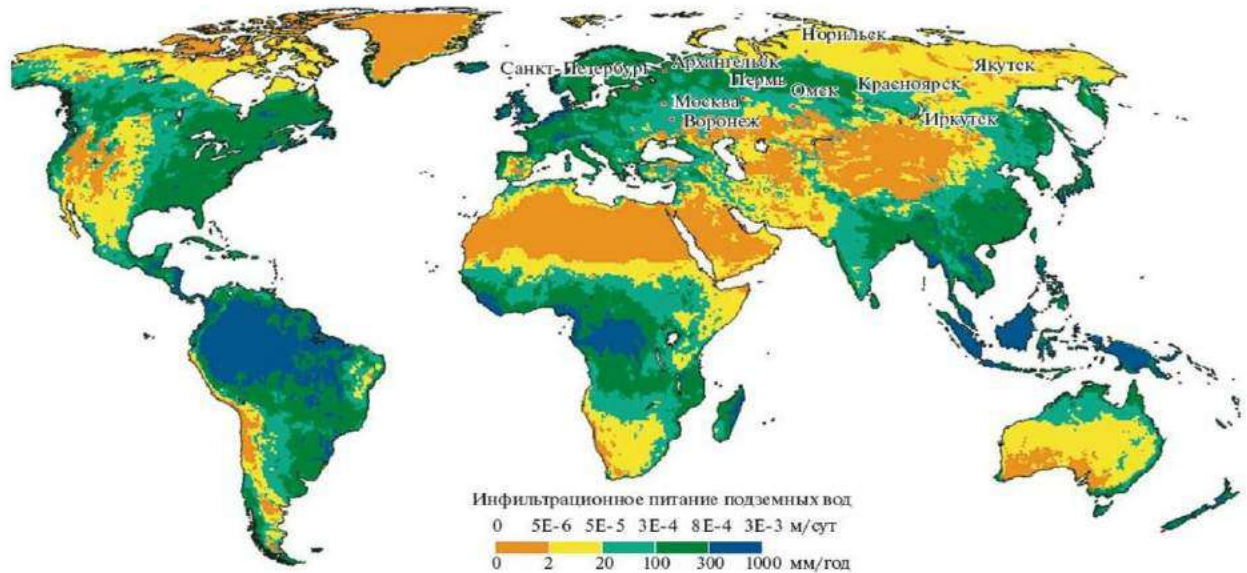 Норильск
Санкт-Петербург
Архангельск
Якутск
Пермь
Красноярск
Омск
Москва
Воронеж
Иркутск
Инфильтрационное питание подземных вод
0 5E-6 5E-5 3E-4 8E-4 3E-3 м/сут
0 2 20 100 300 1000 мм/год